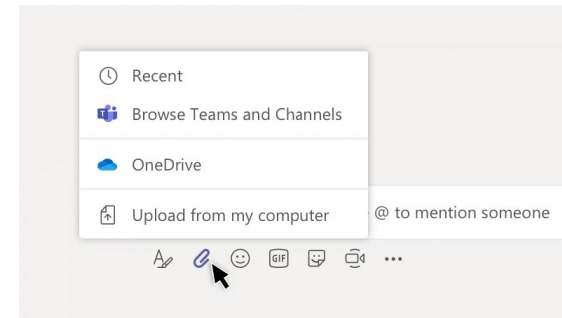 Recent
Browse Teams and Channels
OneDrive
Upload from my computer
@ to mention someone
GIF